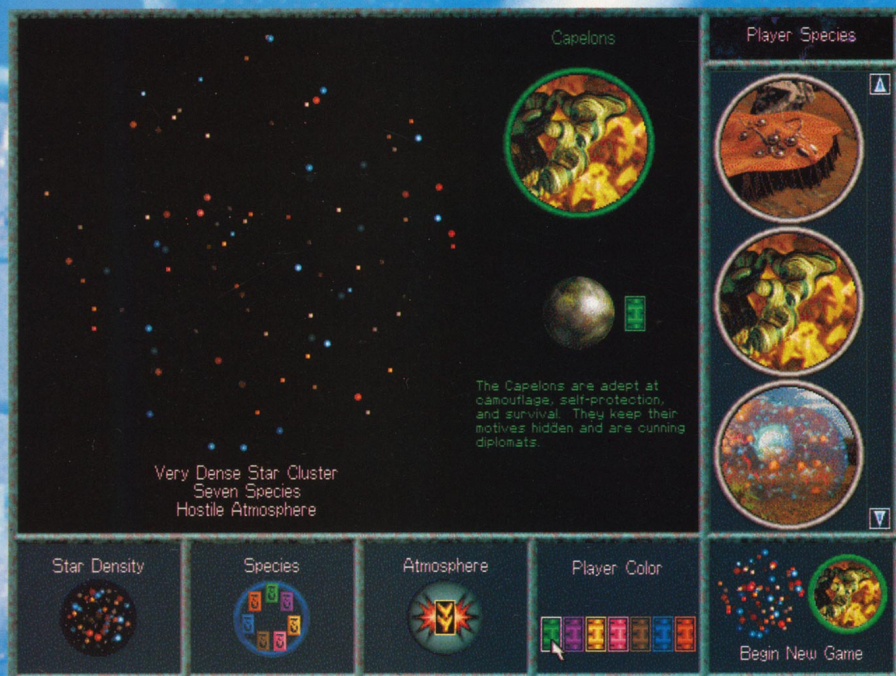 Capelons
Player Species
The Capelons are adept at
camouflage, self-protection,
and survival. They keep their
motives hidden and are cunning
diplomats.
Very Dense Star Cluster
Seven Species
Hostile Atmosphere
Star Density
Species
Atmosphere
Player Color
Begin New Game